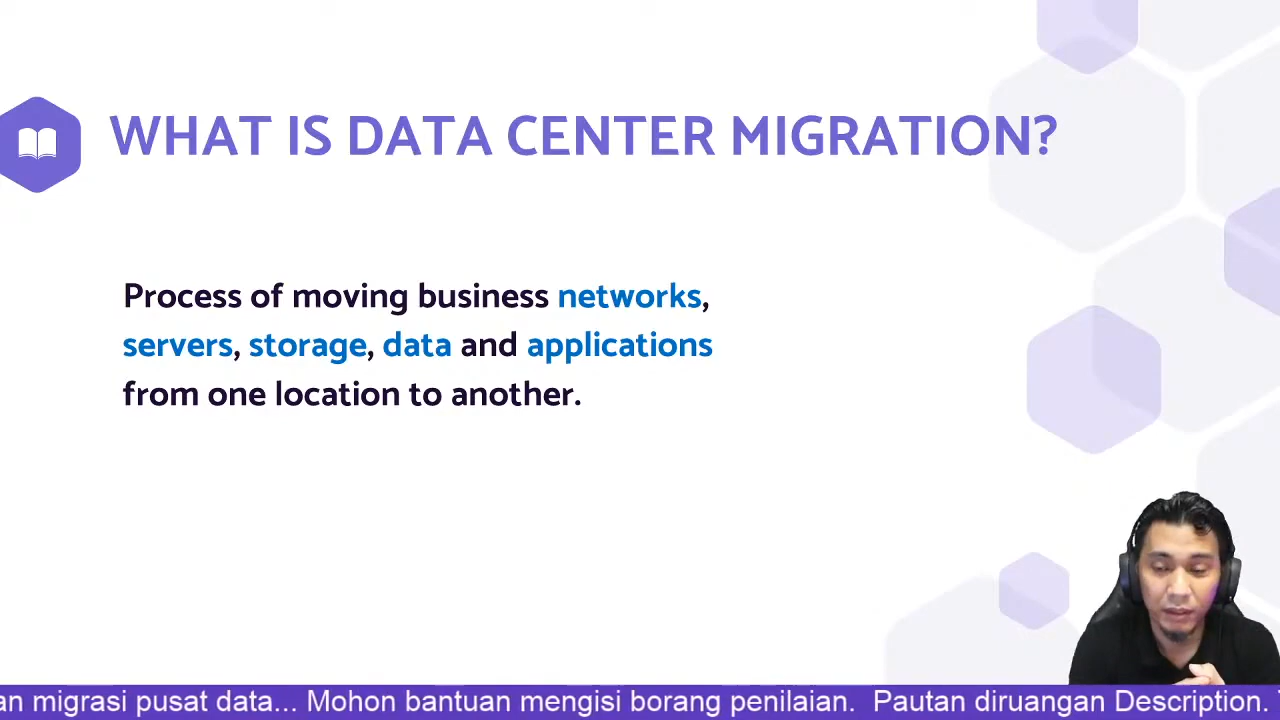 WHAT IS DATA CENTER MIGRATION?
Process of moving business networks,
servers, storage, data and applications
from one location to another.
an migrasi pusat data... Mohon bantuan mengisi borang penilaian. Pautan diruangan Description.